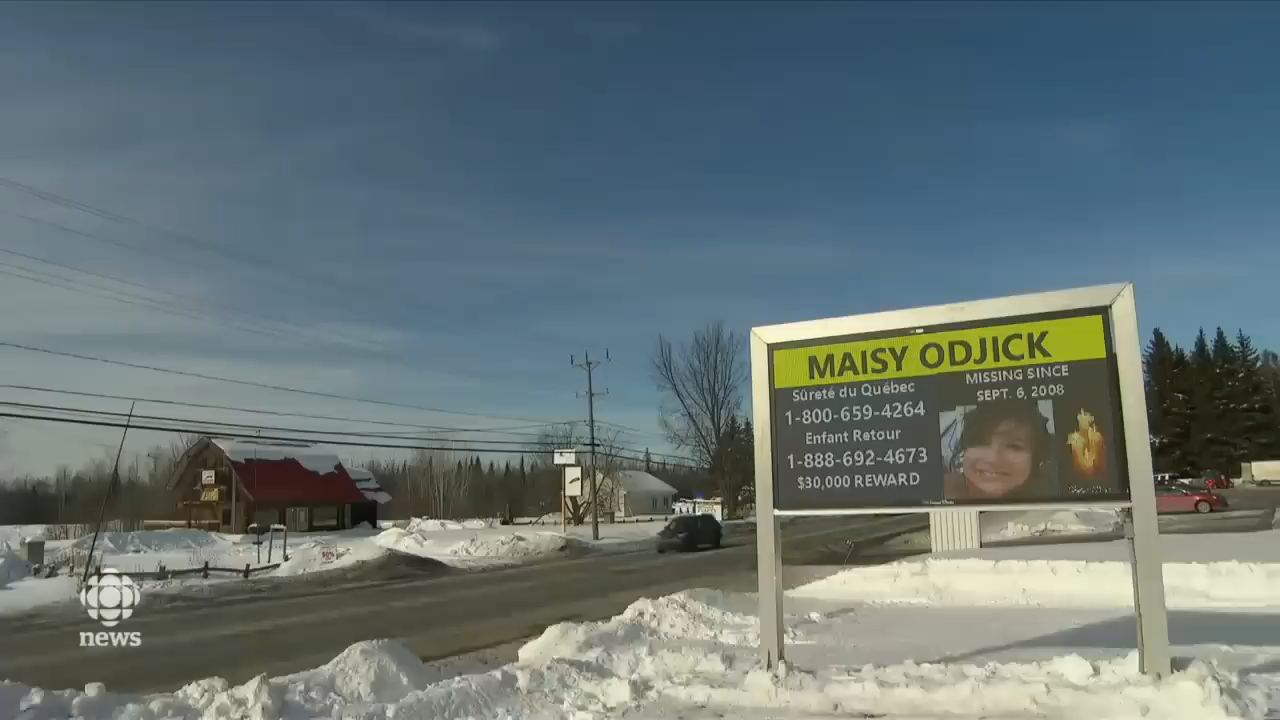 MAISY ODJICK
Sûreté du Québec
1-800-659-4264
Enfant Retour
1-888-692-4673
$30,000 REWARD
MISSING SINCE
SEPT. 6, 2008
news